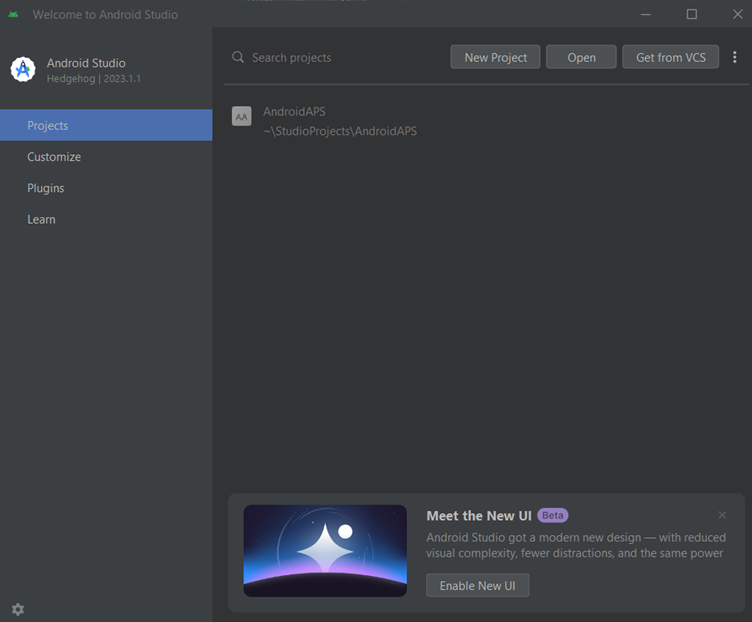 Welcome to Android Studio
Android Studio
Hedgehog | 2023.1.1
Projects
Customize
Plugins
Learn
Search projects
New Project
Open
Get from VCS
AA
AndroidAPS
~\StudioProjects\AndroidAPS
Meet the New UI Beta
Android Studio got a modern new design — with reduced
visual complexity, fewer distractions, and the same power
Enable New UI